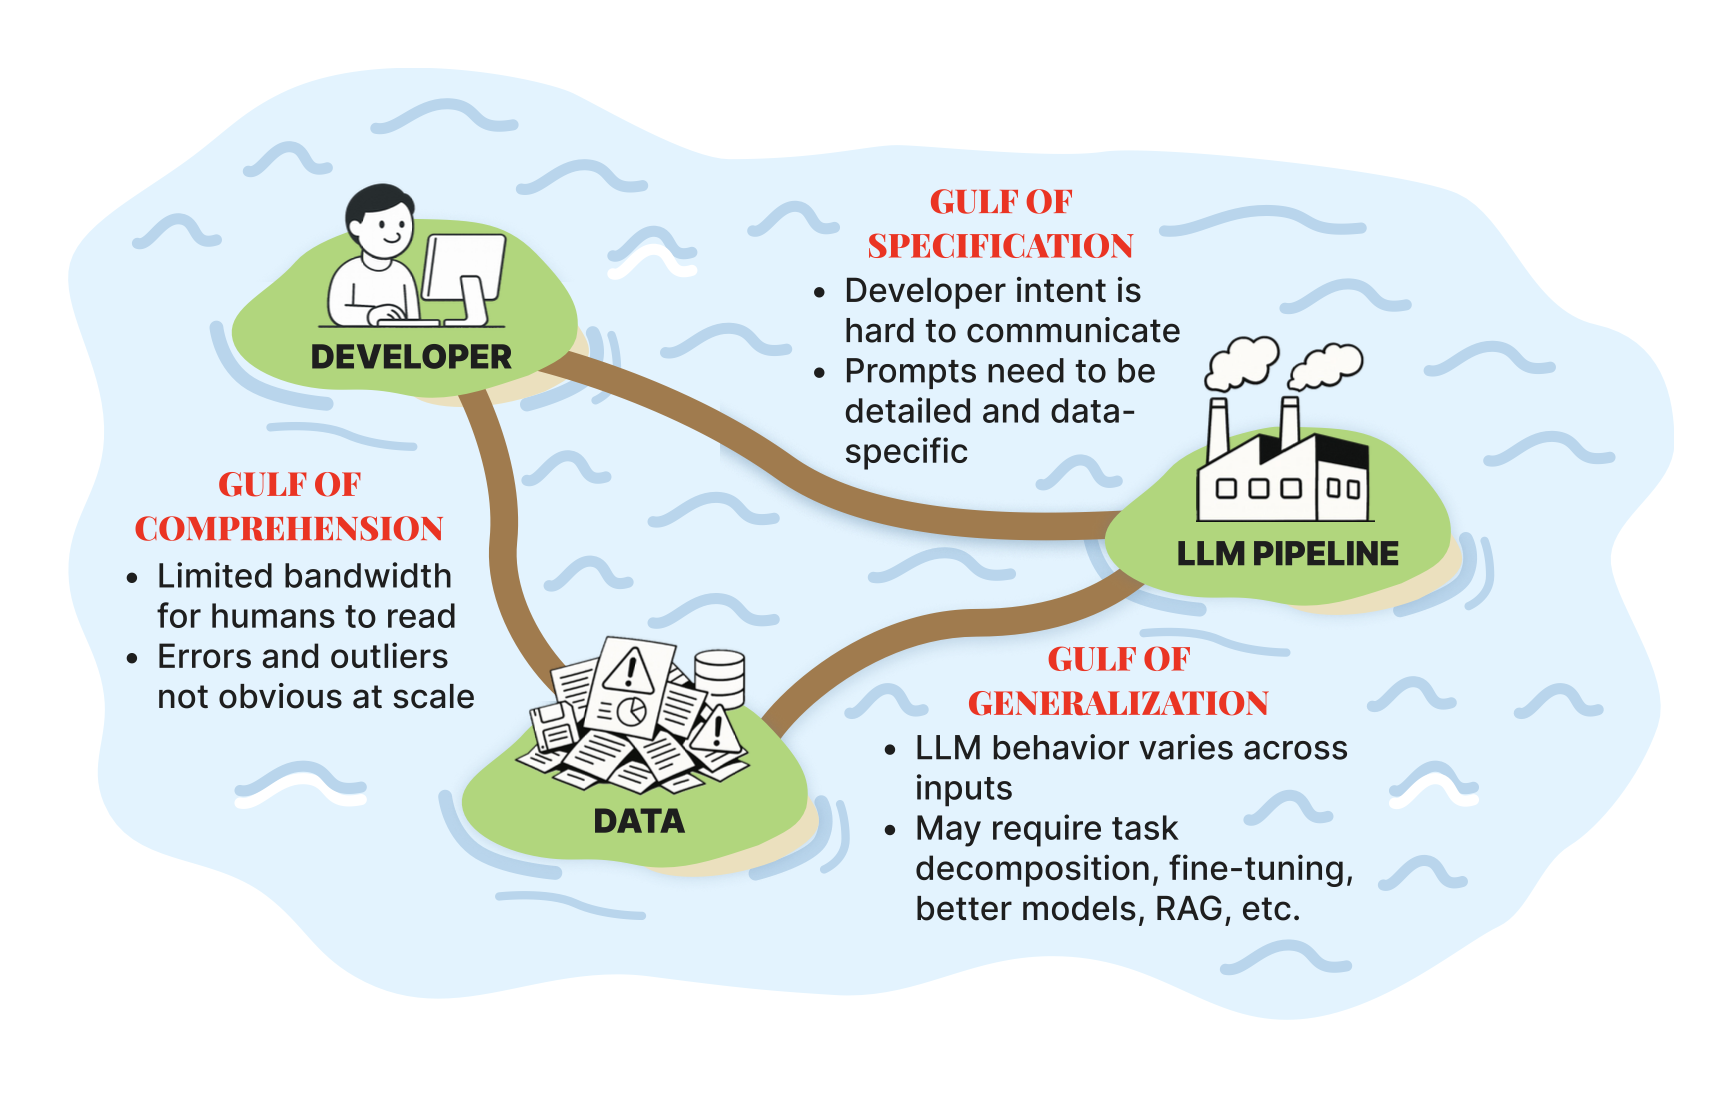 GULF OF
SPECIFICATION
• Developer intent is
hard to communicate
• Prompts need to be
detailed and data-
specific
DEVELOPER
GULF OF
COMPREHENSION
• Limited bandwidth
for humans to read
• Errors and outliers
not obvious at scale
LLM PIPELINE
GULF OF
GENERALIZATION
• LLM behavior varies across
inputs
• May require task
decomposition, fine-tuning,
better models, RAG, etc.
DATA